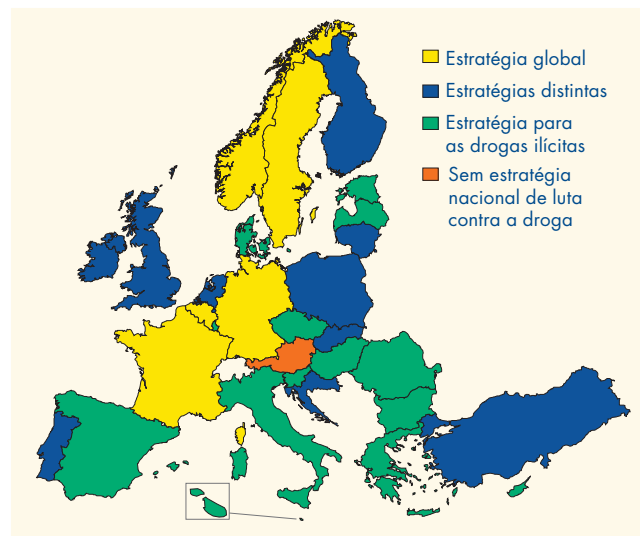 Estratégia global
Estratégias distintas
Estratégia para
as drogas ilícitas
Sem estratégia
nacional de luta
contra a droga